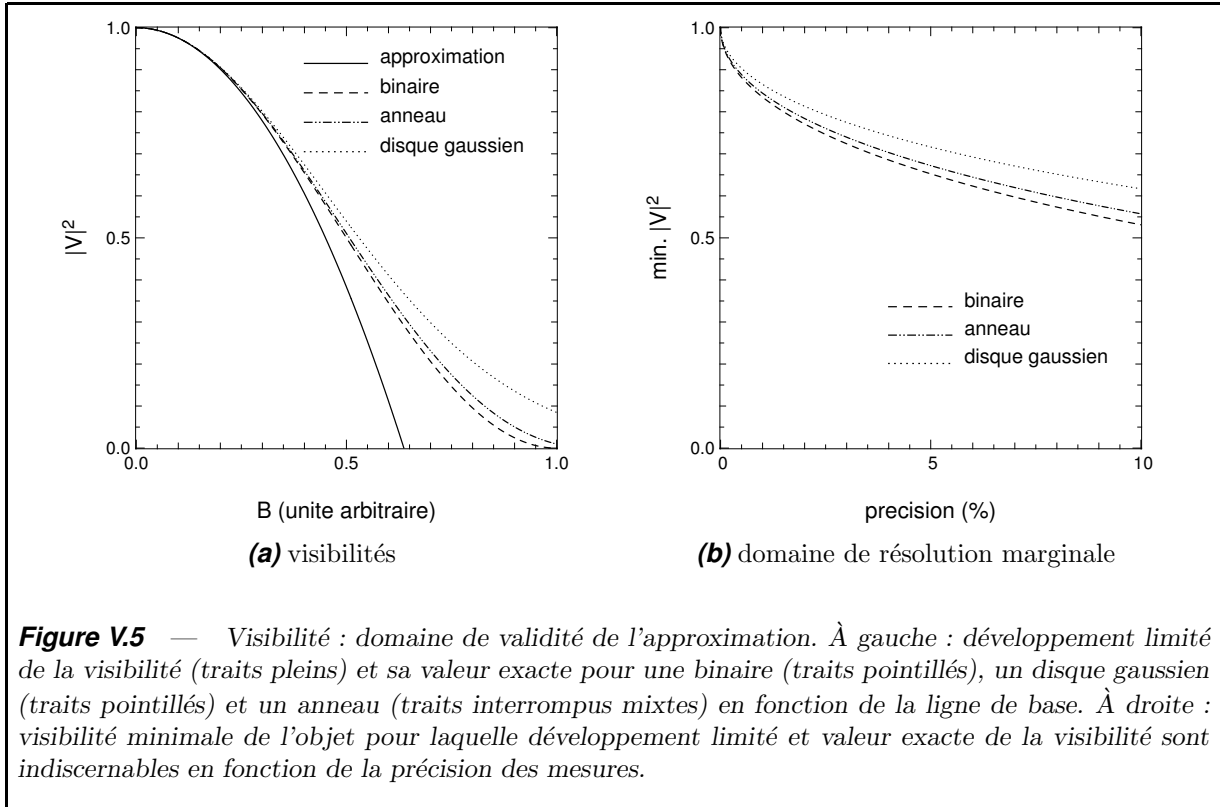 1.0
0.5
0.0
|V|²
0.0
0.5
1.0
B (unite arbitraire)
approximation
binaire
anneau
disque gaussien
(a) visibilités
1.0
0.5
0.0
min. |V|²
0
5
10
precision (%)
binaire
anneau
disque gaussien
(b) domaine de résolution marginale
Figure V.5 — Visibilité : domaine de validité de l'approximation. À gauche : développement limité
de la visibilité (traits pleins) et sa valeur exacte pour une binaire (traits pointillés), un disque gaussien
(traits pointillés) et un anneau (traits interrompus mixtes) en fonction de la ligne de base. À droite :
visibilité minimale de l'objet pour laquelle développement limité et valeur exacte de la visibilité sont
indiscernables en fonction de la précision des mesures.